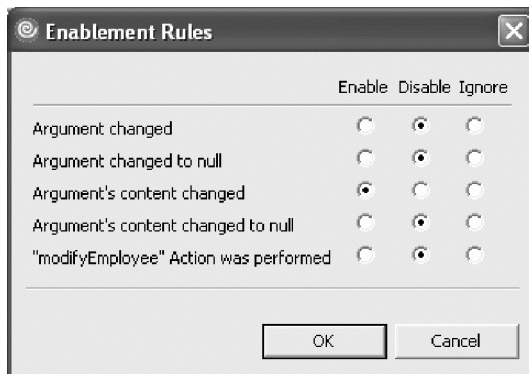 Enablement Rules
Enable Disable Ignore
Argument changed
Argument changed to null
Argument's content changed
Argument's content changed to null
"modifyEmployee" Action was performed
OK Cancel